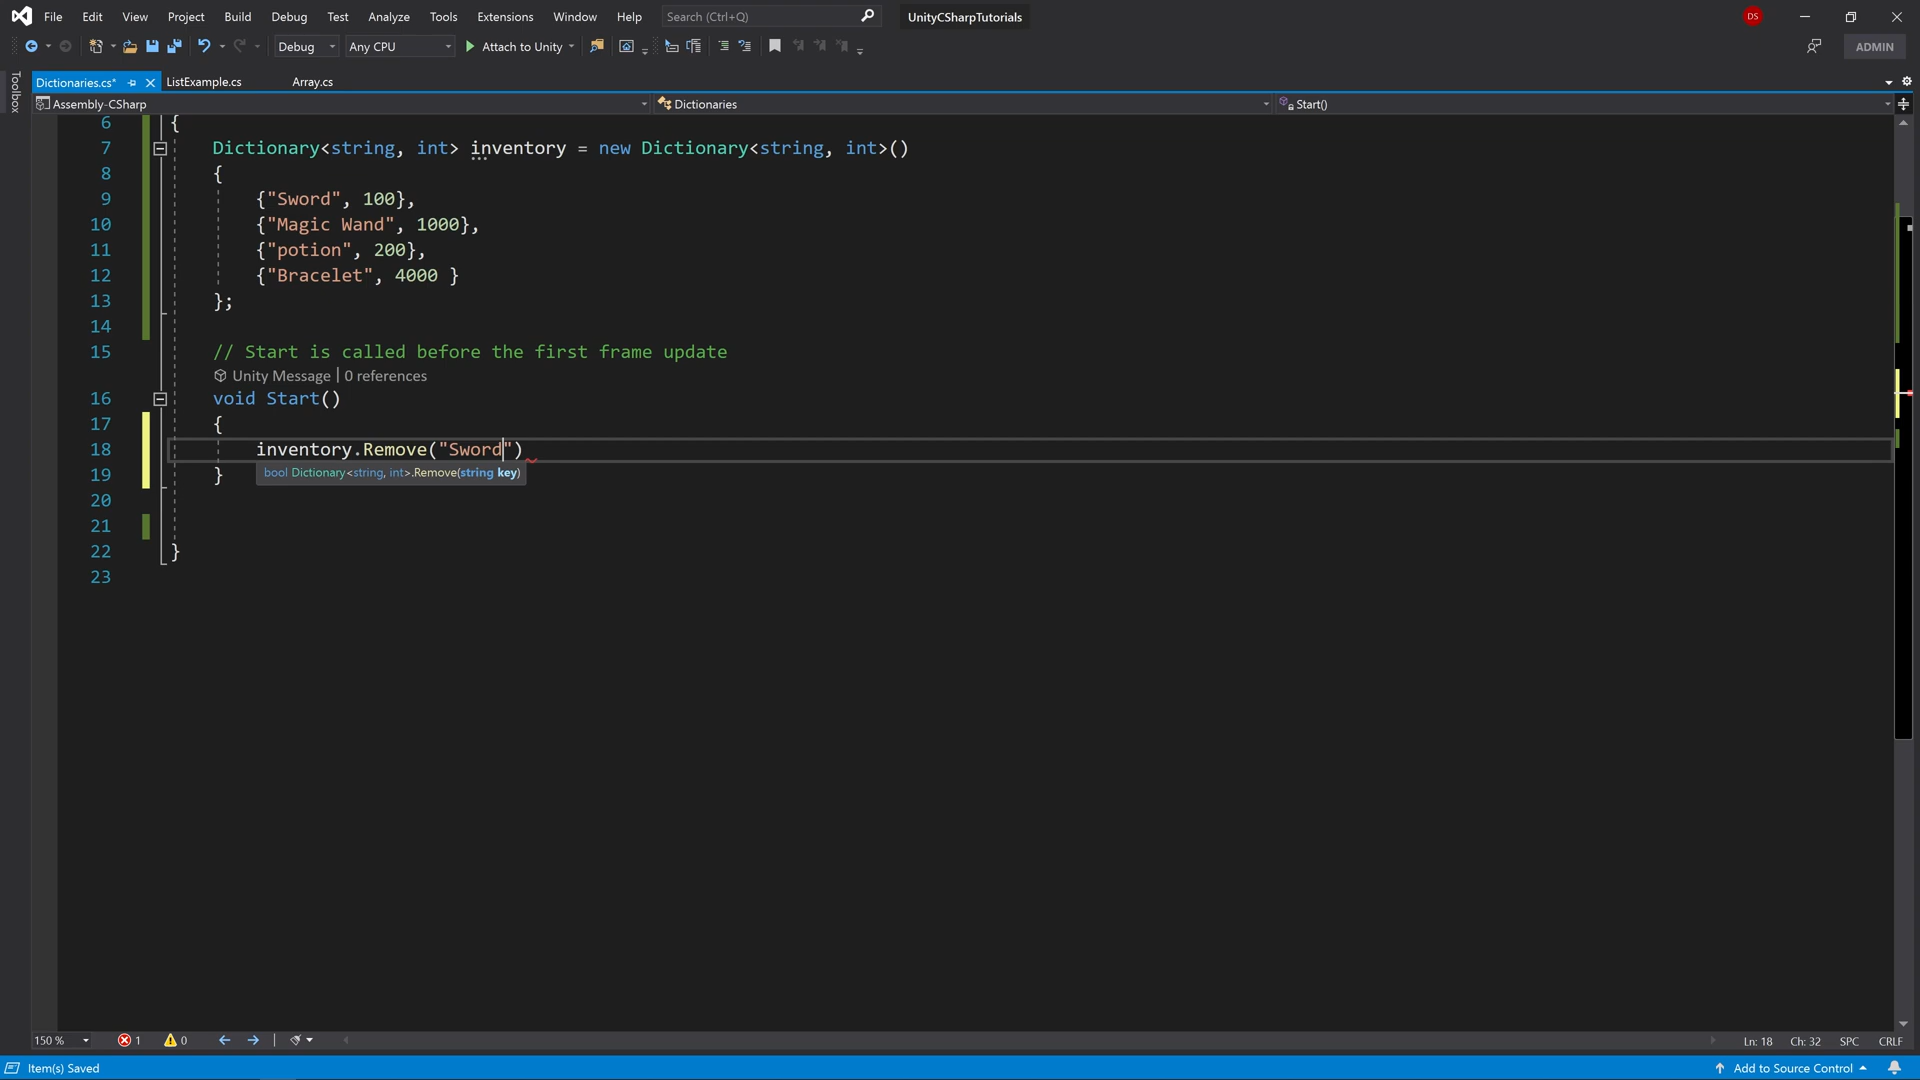 File Edit View Project Build Debug Test Analyze Tools Extensions Window Help Search (Ctrl+Q) UnityCSharpTutorials DS
Debug Any CPU Attach to Unity ADMIN
Toolbox
Dictionaries.cs* ListExample.cs Array.cs
Assembly-CSharp Dictionaries Start()
6 {
7 Dictionary<string, int> inventory = new Dictionary<string, int>()
8 {
9 {"Sword", 100},
10 {"Magic Wand", 1000},
11 {"potion", 200},
12 {"Bracelet", 4000 }
13 };
14
15 // Start is called before the first frame update
Unity Message | 0 references
16 void Start()
17 {
18 inventory.Remove("Sword")
bool Dictionary<string, int>.Remove(string key)
19 }
20
21
22 }
23
150 % 1 0 Ln: 18 Ch: 32 SPC CRLF
Item(s) Saved Add to Source Control